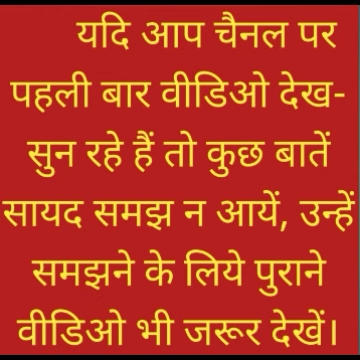 यदि आप चैनल पर
पहली बार वीडिओ देख-
सुन रहे हैं तो कुछ बातें
सायद समझ न आयें, उन्हें
समझने के लिये पुराने
वीडिओ भी जरूर देखें।